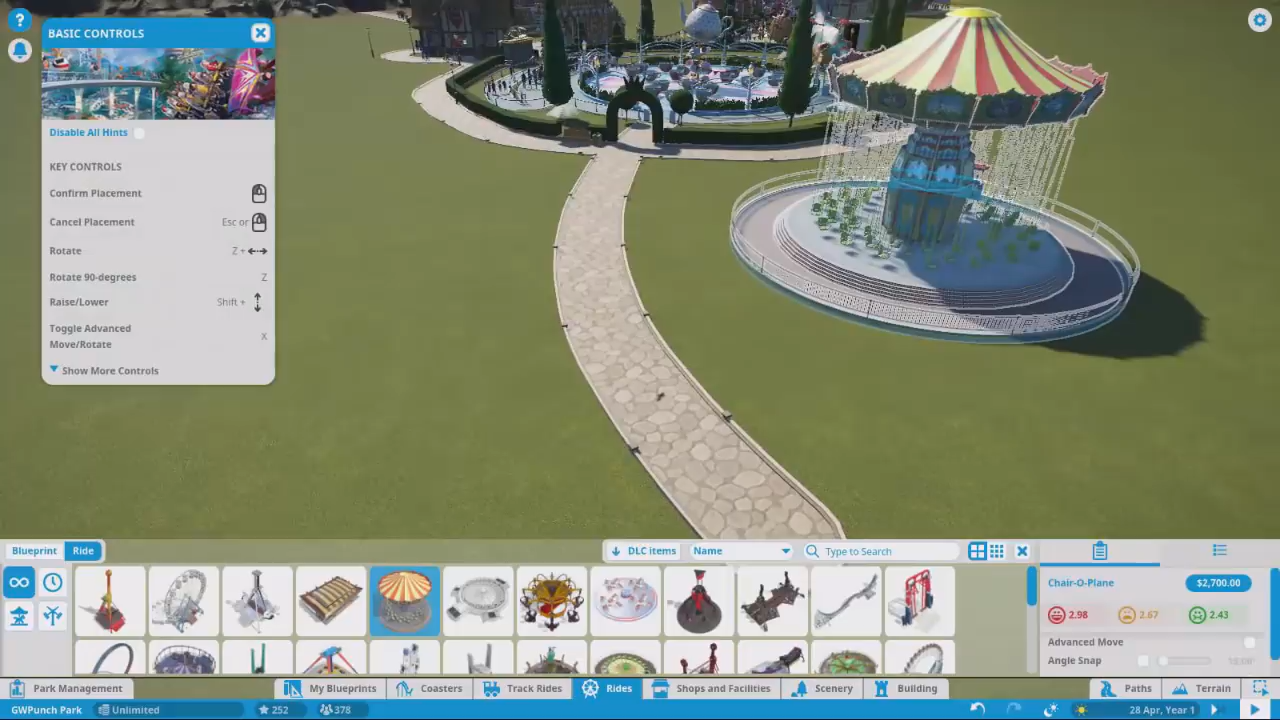 ?
BASIC CONTROLS
Disable All Hints
KEY CONTROLS
Confirm Placement
Cancel Placement Esc or
Rotate Z +
Rotate 90-degrees Z
Raise/Lower Shift +
Toggle Advanced
Move/Rotate X
Show More Controls
Blueprint Ride
DLC items Name Type to Search
Chair-O-Plane $2,700.00
2.98 2.67 2.43
Advanced Move
Angle Snap
Park Management My Blueprints Coasters Track Rides Rides Shops and Facilities Scenery Building Paths Terrain
GWPunch Park Unlimited 252 378 28 Apr, Year 1